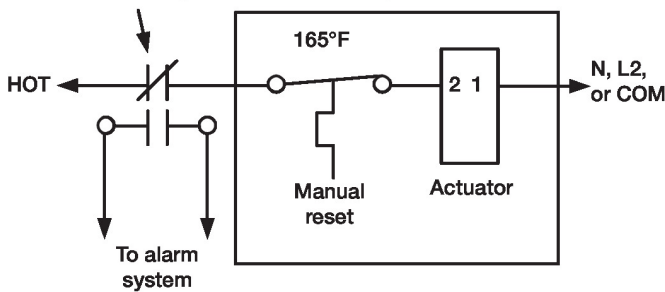 165°F
HOT
N, L2,
or COM
2 1
Manual
reset
Actuator
To alarm
system